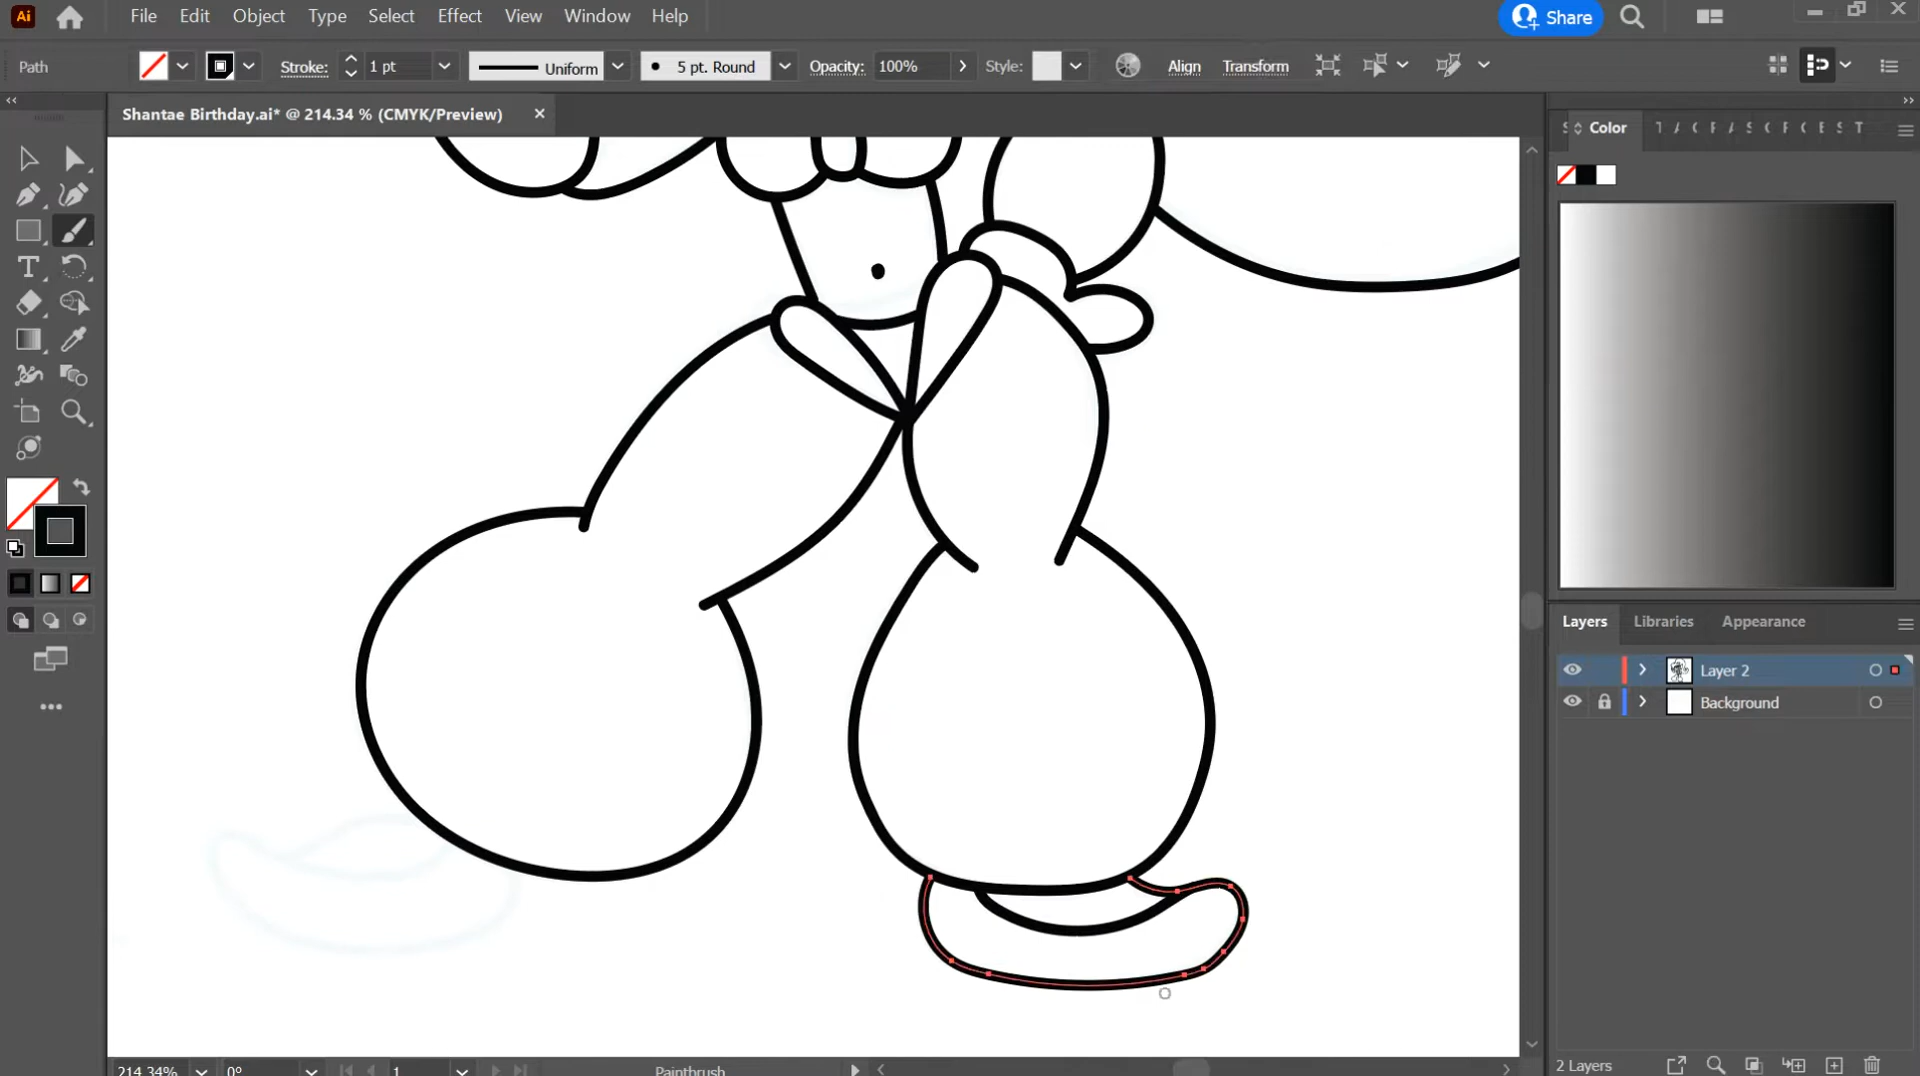 Ai File Edit Object Type Select Effect View Window Help Share
Path Stroke: 1 pt Uniform 5 pt. Round Opacity: 100% Style: Align Transform
Shantae Birthday.ai* @ 214.34 % (CMYK/Preview) ×
Color
Layers Libraries Appearance
Layer 2
Background
214.34% 0° 1 Paintbrush 2 Layers